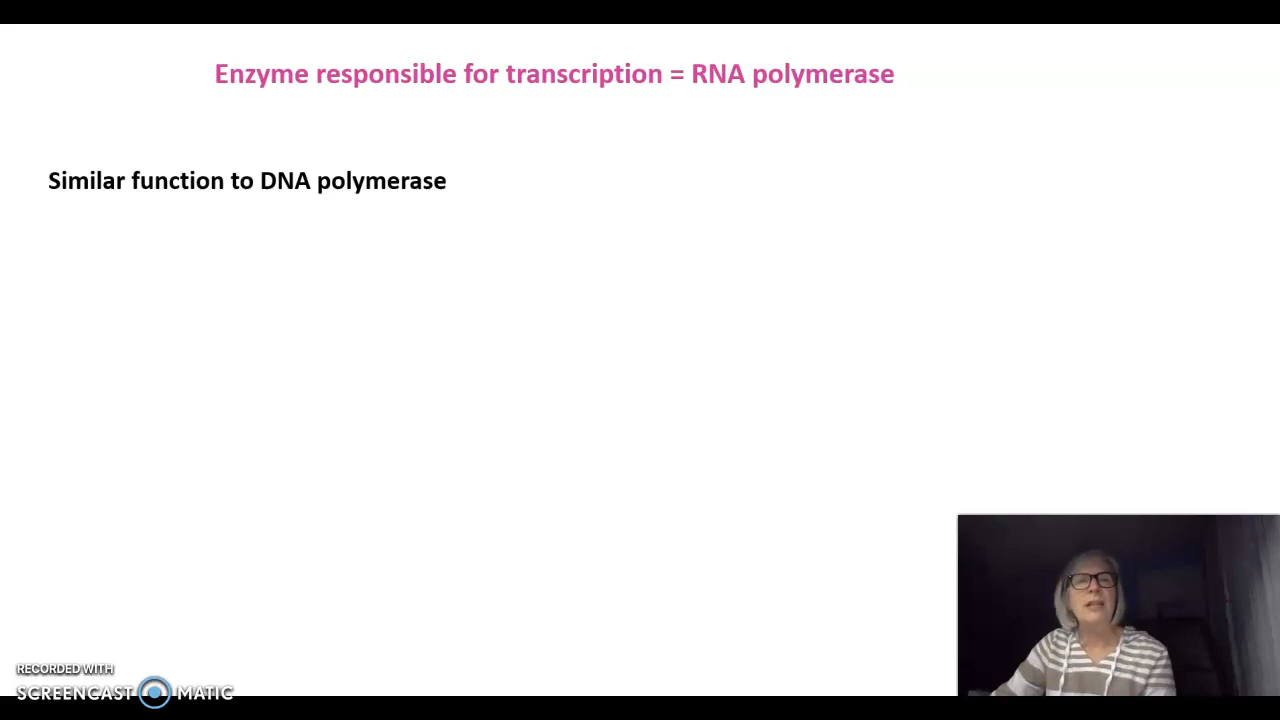 Enzyme responsible for transcription = RNA polymerase
Similar function to DNA polymerase
RECORDED WITH
SCREENCAST MATIC